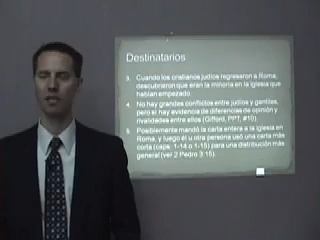 Destinatarios
3. Cuando los cristianos judíos regresaron a Roma,
descubrieron que eran la minoría en la iglesia que
habían empezado.
4. No hay grandes conflictos entre judíos y gentiles,
pero sí hay evidencia de diferencias de opinión y
rivalidades entre ellos (Gifford, PPT, #10).
5. Posiblemente mandó la carta entera a la iglesia en
Roma, y luego él u otra persona usó una carta más
corta (caps. 1-14 o 1-15) para una distribución más
general (ver 2 Pedro 3:15).